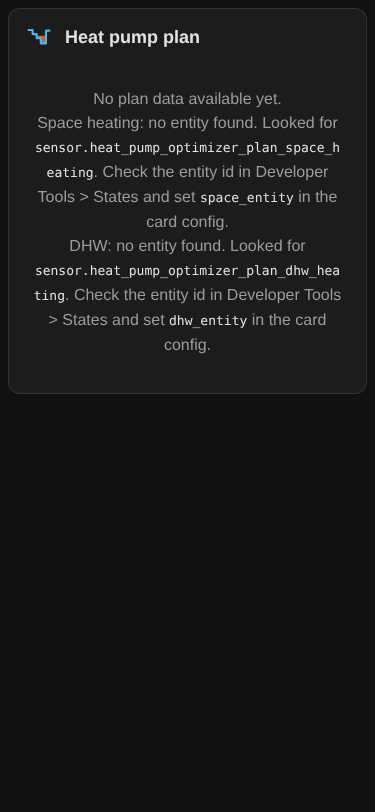 Heat pump plan
No plan data available yet.
Space heating: no entity found. Looked for
sensor.heat_pump_optimizer_plan_space_h
eating. Check the entity id in Developer
Tools > States and set space_entity in the
card config.
DHW: no entity found. Looked for
sensor.heat_pump_optimizer_plan_dhw_hea
ting. Check the entity id in Developer Tools
> States and set dhw_entity in the card
config.